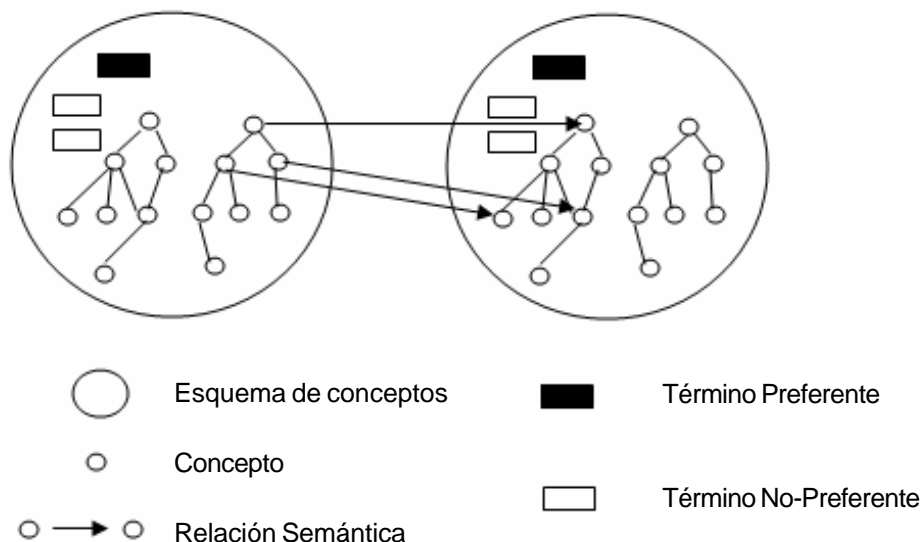 Esquema de conceptos
Término Preferente
Concepto
Término No-Preferente
Relación Semántica